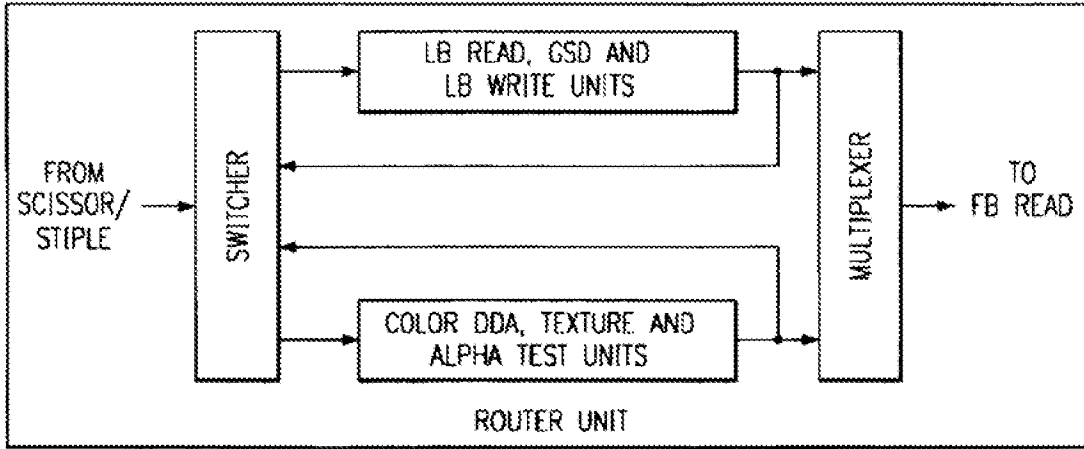 LB READ, GSD AND
LB WRITE UNITS
FROM
SCISSOR/
STIPLE
SWITCHER
MULTIPLEXER
TO
FB READ
COLOR DDA, TEXTURE AND
ALPHA TEST UNITS
ROUTER UNIT